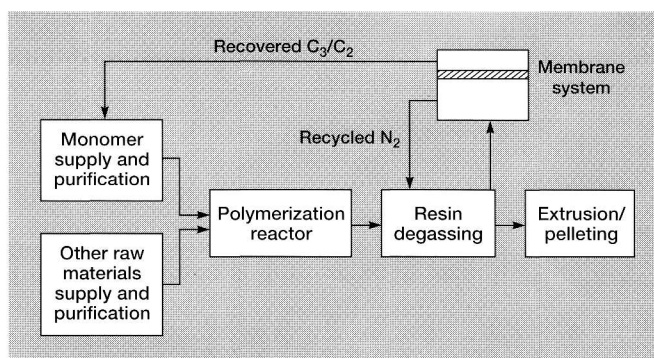 Recovered C₃/C₂
Membrane
system
Monomer
supply and
purification
Recycled N₂
Polymerization
reactor
Resin
degassing
Extrusion/
pelleting
Other raw
materials
supply and
purification